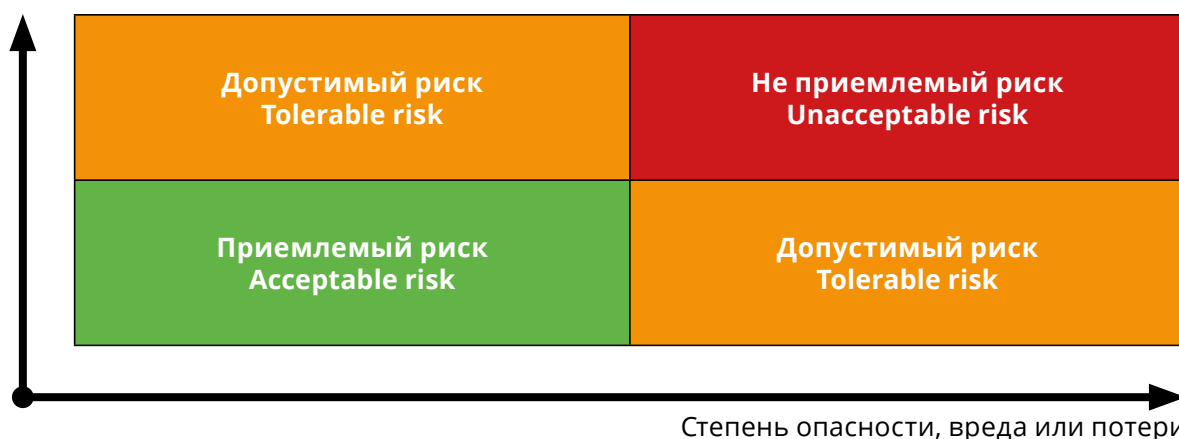 Допустимый риск
Tolerable risk
Не приемлемый риск
Unacceptable risk
Приемлемый риск
Acceptable risk
Допустимый риск
Tolerable risk
Степень опасности, вреда или потери